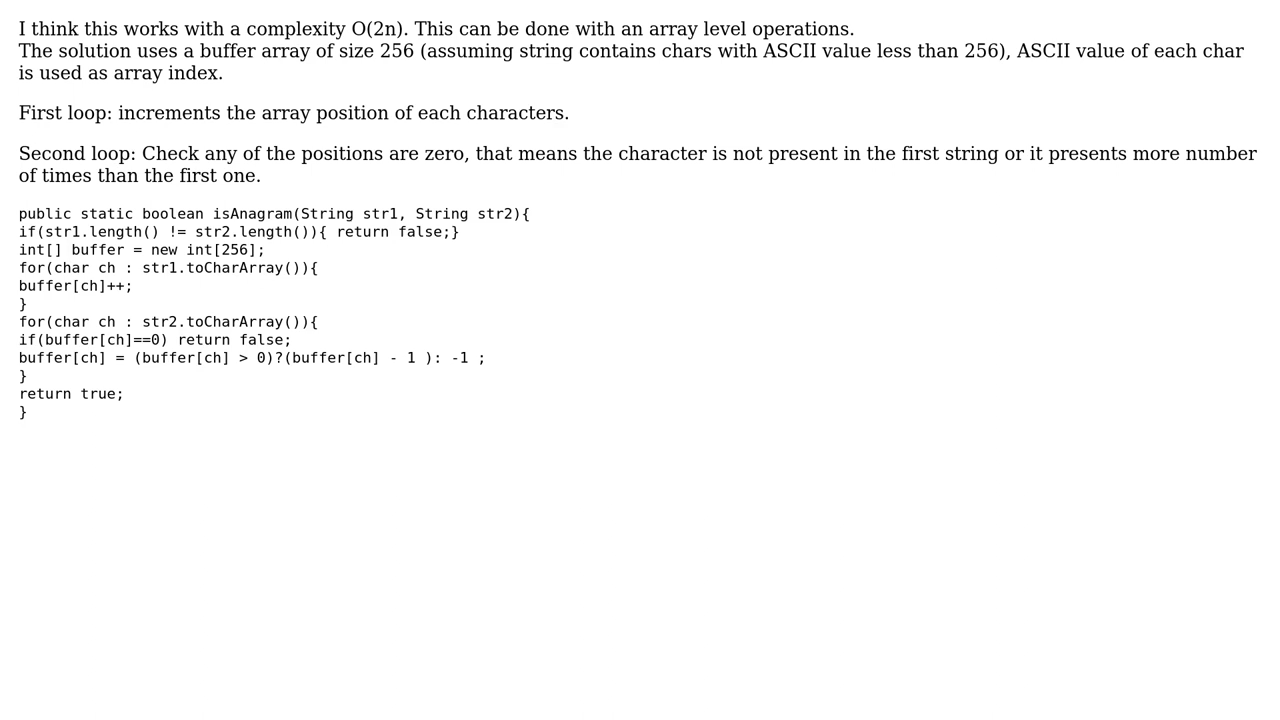 I think this works with a complexity O(2n). This can be done with an array level operations.
The solution uses a buffer array of size 256 (assuming string contains chars with ASCII value less than 256), ASCII value of each char
is used as array index.
First loop: increments the array position of each characters.
Second loop: Check any of the positions are zero, that means the character is not present in the first string or it presents more number
of times than the first one.
public static boolean isAnagram(String str1, String str2){
if(str1.length() != str2.length()){ return false;}
int[] buffer = new int[256];
for(char ch : str1.toCharArray()){
buffer[ch]++;
}
for(char ch : str2.toCharArray()){
if(buffer[ch]==0) return false;
buffer[ch] = (buffer[ch] > 0)?(buffer[ch] - 1 ): -1 ;
}
return true;
}